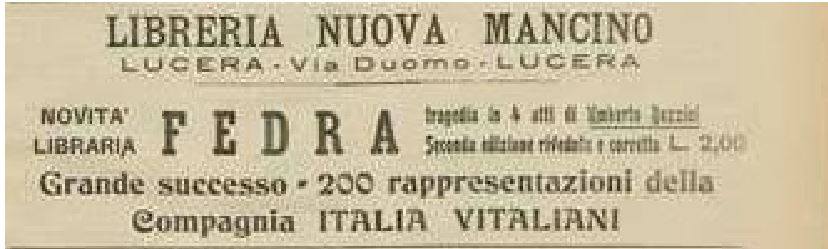 LIBRERIA NUOVA MANCINO
LUCERA - Via Duomo - LUCERA
NOVITA' LIBRARIA FEDRA tragedia in 4 atti di Umberto Bozzini
Seconda edizione riveduta e corretta L. 2,00
Grande successo - 200 rappresentazioni della
Compagnia ITALIA VITALIANI